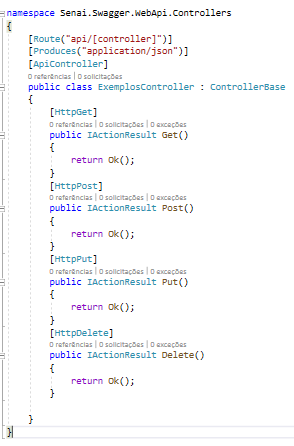 namespace Senai.Swagger.WebApi.Controllers
{
[Route("api/[controller]")]
[Produces("application/json")]
[ApiController]
0 referências | 0 solicitações
public class ExemplosController : ControllerBase
{
[HttpGet]
0 referências | 0 solicitações | 0 exceções
public IActionResult Get()
{
return Ok();
}
[HttpPost]
0 referências | 0 solicitações | 0 exceções
public IActionResult Post()
{
return Ok();
}
[HttpPut]
0 referências | 0 solicitações | 0 exceções
public IActionResult Put()
{
return Ok();
}
[HttpDelete]
0 referências | 0 solicitações | 0 exceções
public IActionResult Delete()
{
return Ok();
}
}
}